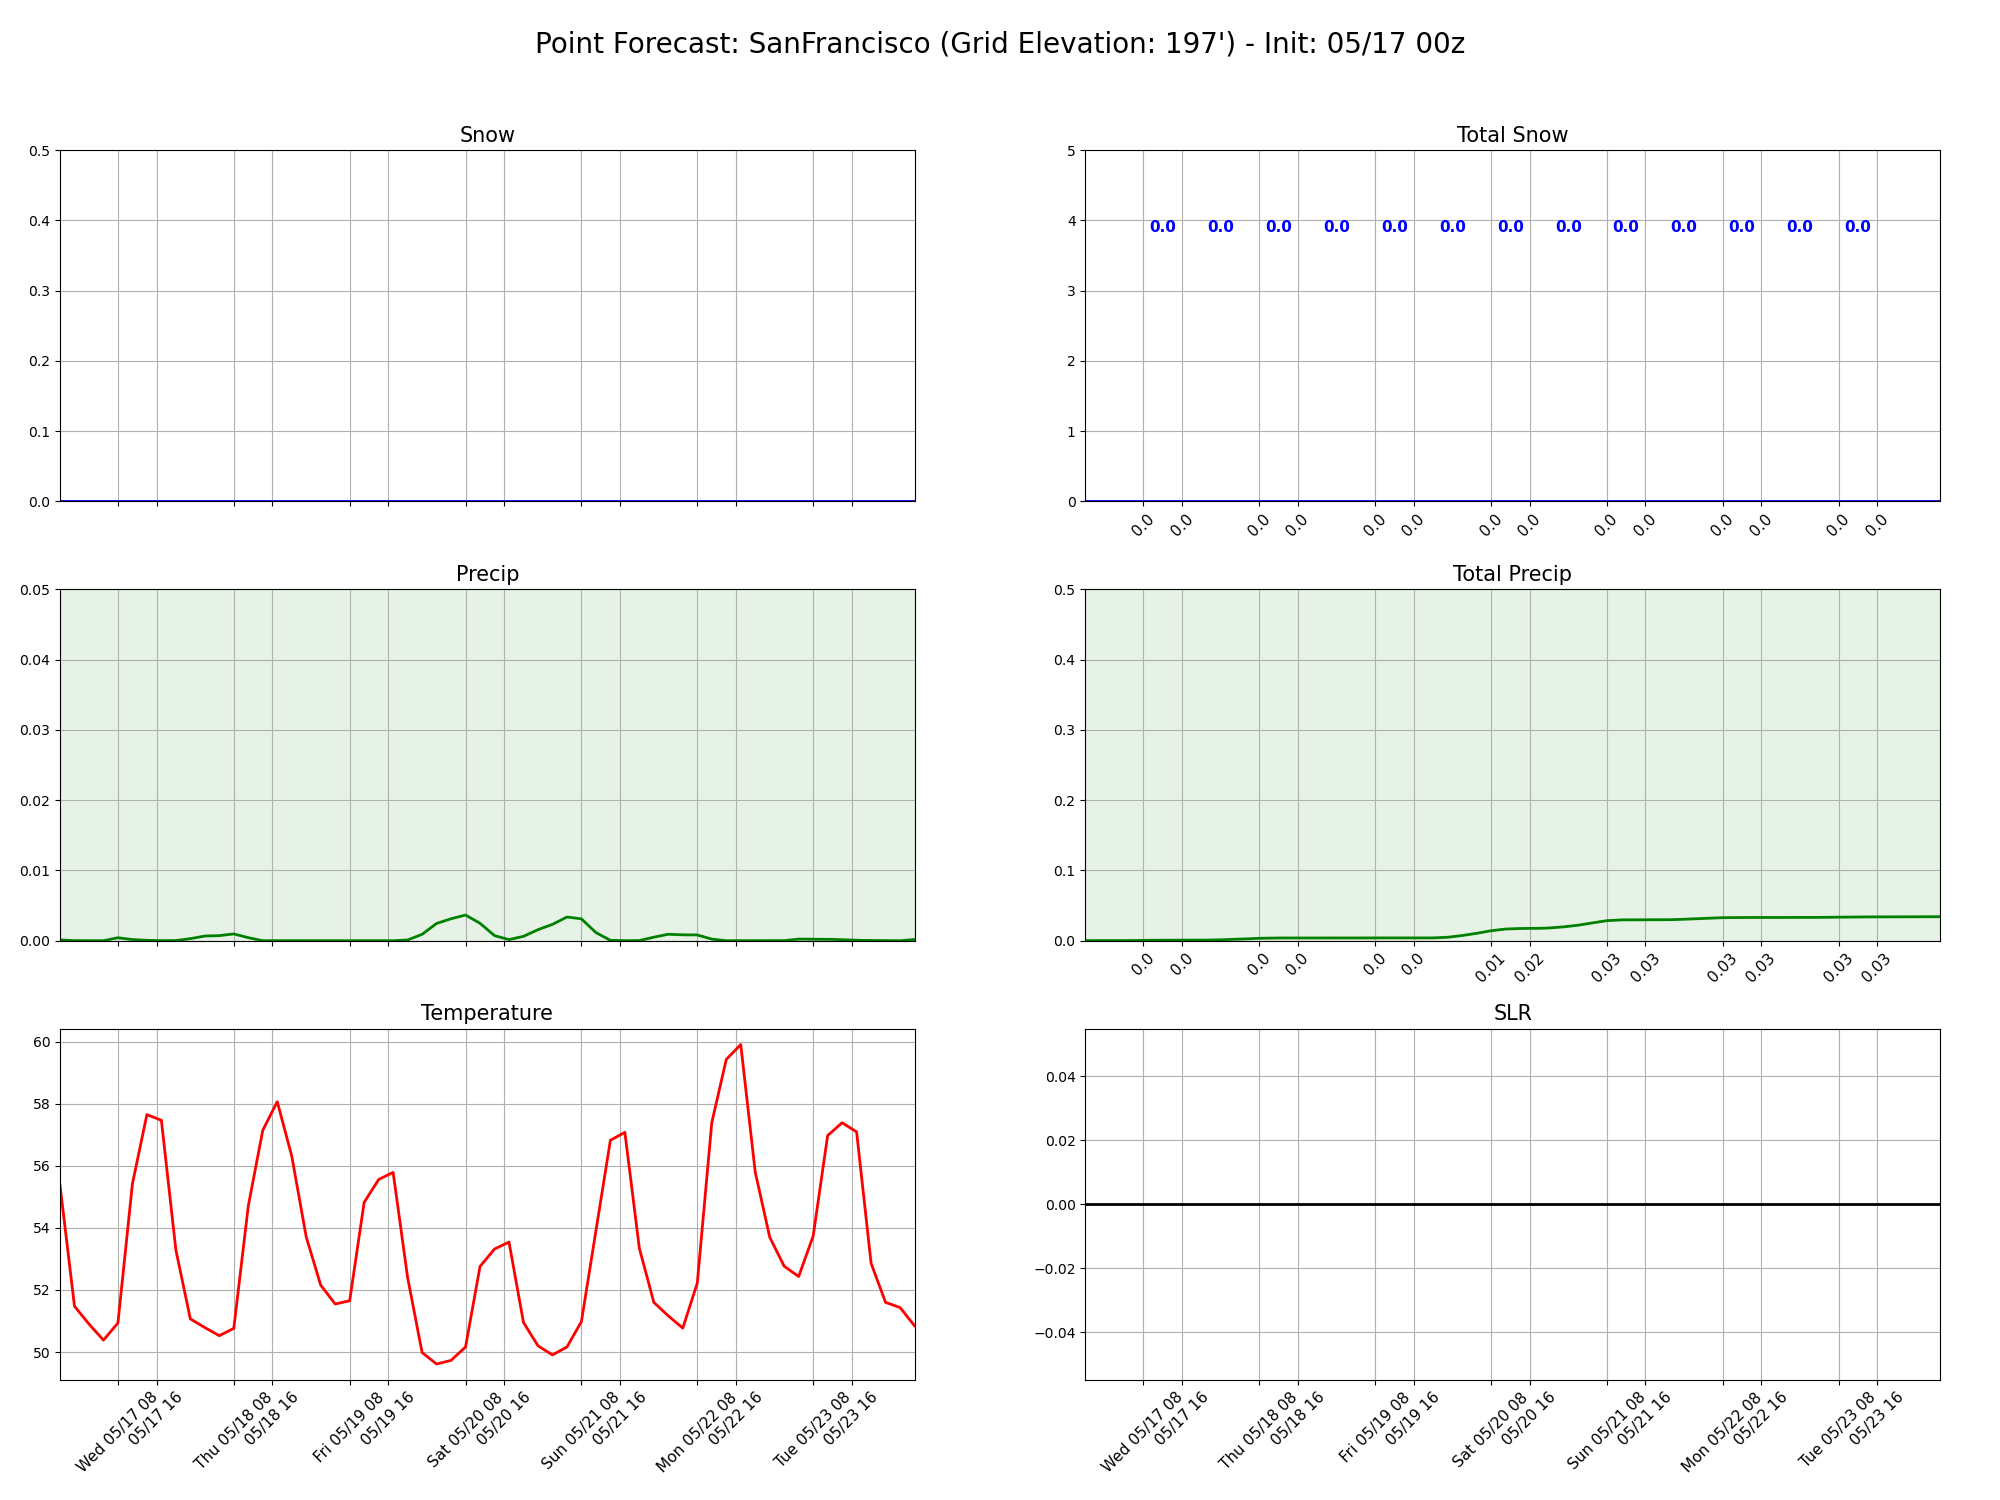 Point Forecast: SanFrancisco (Grid Elevation: 197') - Init: 05/17 00z
Snow
0.5
0.4
0.3
0.2
0.1
0.0
Total Snow
5
4
3
2
1
0
0.0 0.0 0.0 0.0 0.0 0.0 0.0 0.0 0.0 0.0 0.0 0.0 0.0
0.0 0.0 0.0 0.0 0.0 0.0 0.0 0.0 0.0 0.0 0.0 0.0 0.0 0.0
Precip
0.05
0.04
0.03
0.02
0.01
0.00
Total Precip
0.5
0.4
0.3
0.2
0.1
0.0
0.0 0.0 0.0 0.0 0.0 0.0 0.01 0.02 0.03 0.03 0.03 0.03 0.03 0.03
Temperature
60
58
56
54
52
50
Wed 05/17 08
05/17 16
Thu 05/18 08
05/18 16
Fri 05/19 08
05/19 16
Sat 05/20 08
05/20 16
Sun 05/21 08
05/21 16
Mon 05/22 08
05/22 16
Tue 05/23 08
05/23 16
SLR
0.04
0.02
0.00
−0.02
−0.04
Wed 05/17 08
05/17 16
Thu 05/18 08
05/18 16
Fri 05/19 08
05/19 16
Sat 05/20 08
05/20 16
Sun 05/21 08
05/21 16
Mon 05/22 08
05/22 16
Tue 05/23 08
05/23 16